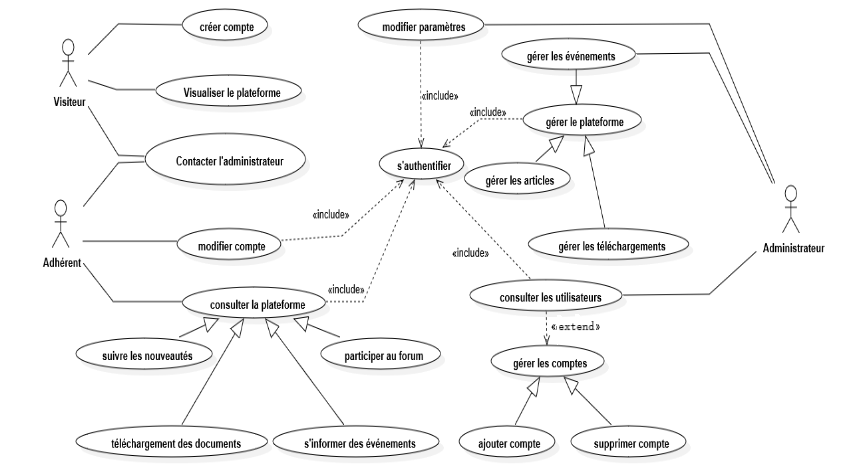 créer compte
modifier paramètres
gérer les événements
Visiteur
Visualiser le plateforme
«include»
«include»
gérer le plateforme
Contacter l'administrateur
s'authentifier
gérer les articles
«include»
Adhérent
modifier compte
gérer les téléchargements
Administrateur
«include»
«include»
consulter la plateforme
consulter les utilisateurs
«extend»
suivre les nouveautés
participer au forum
gérer les comptes
téléchargement des documents
s'informer des événements
ajouter compte
supprimer compte